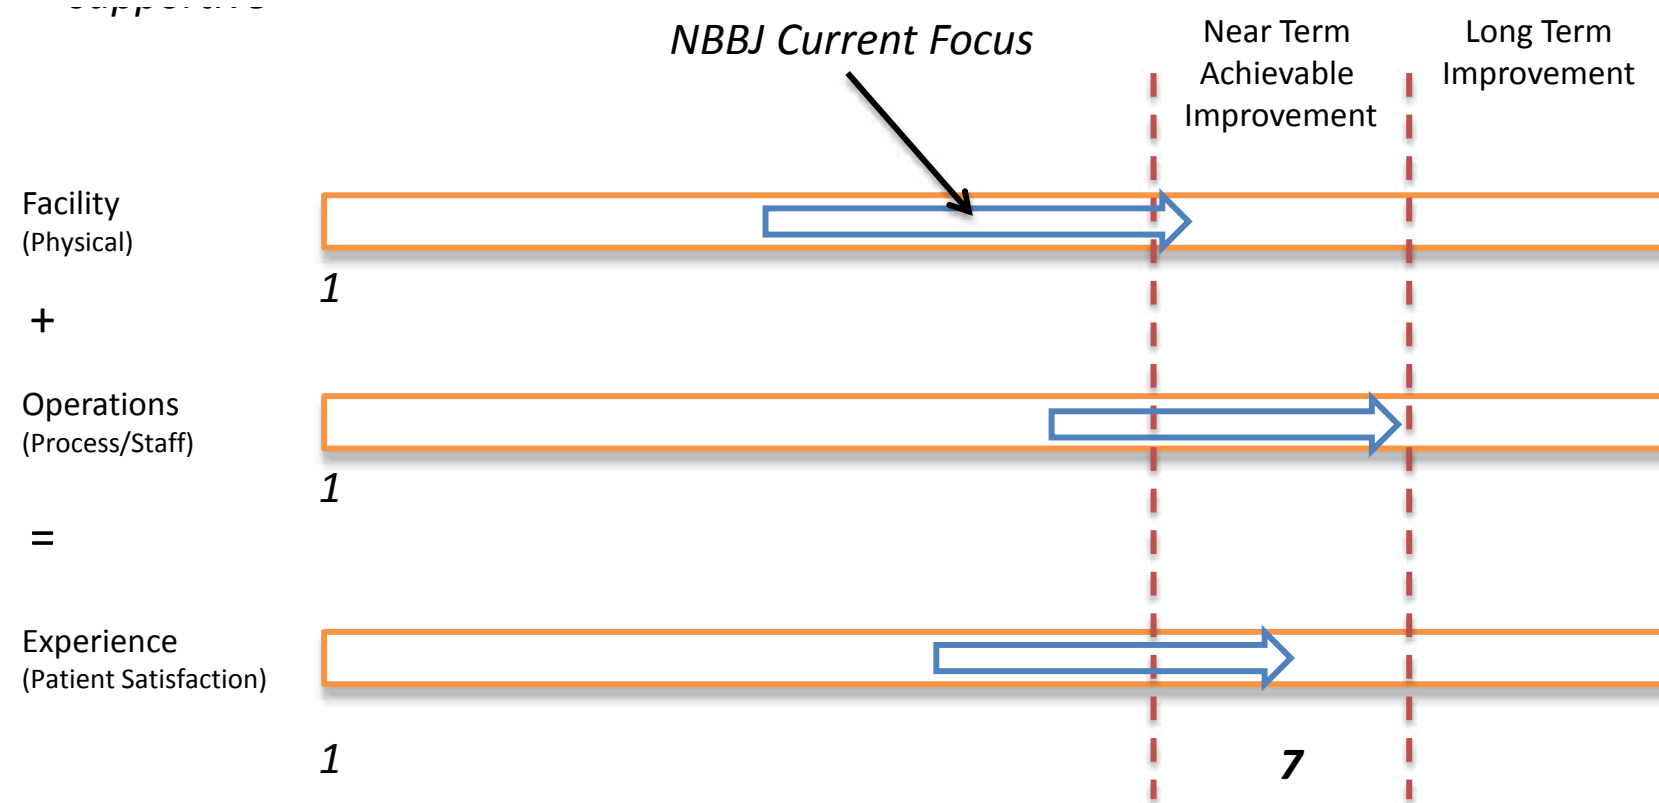 NBBJ Current Focus
Near Term
Achievable
Improvement
Long Term
Improvement
Facility
(Physical)
1
+
Operations
(Process/Staff)
1
=
Experience
(Patient Satisfaction)
1
7